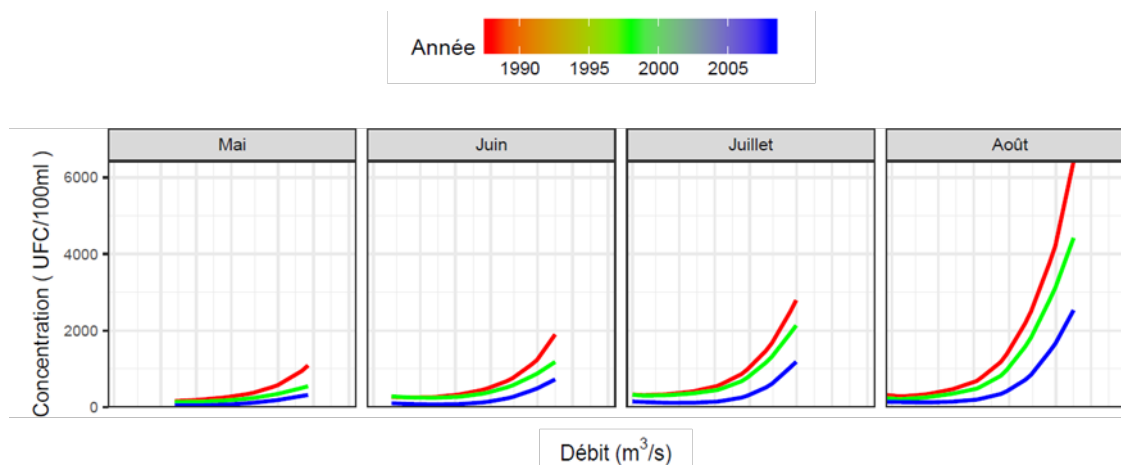 Année
1990 1995 2000 2005
Mai Juin Juillet Août
Concentration ( UFC/100ml )
6000
4000
2000
0
Débit (m³/s)